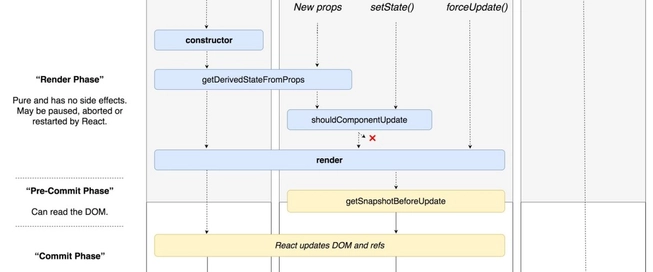 New props
setState()
forceUpdate()
constructor
“Render Phase”
getDerivedStateFromProps
Pure and has no side effects.
May be paused, aborted or
restarted by React.
shouldComponentUpdate
render
“Pre-Commit Phase”
getSnapshotBeforeUpdate
Can read the DOM.
React updates DOM and refs
“Commit Phase”